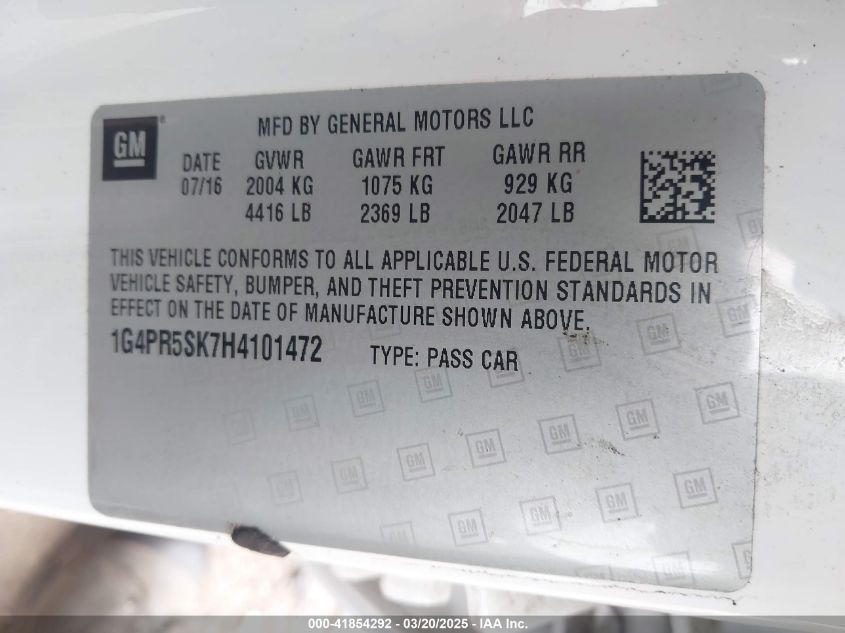 GM
MFD BY GENERAL MOTORS LLC
DATE GVWR GAWR FRT GAWR RR
07/16 2004 KG 1075 KG 929 KG
4416 LB 2369 LB 2047 LB
THIS VEHICLE CONFORMS TO ALL APPLICABLE U.S. FEDERAL MOTOR
VEHICLE SAFETY, BUMPER, AND THEFT PREVENTION STANDARDS IN
EFFECT ON THE DATE OF MANUFACTURE SHOWN ABOVE.
1G4PR5SK7H4101472 TYPE: PASS CAR
000-41854292 - 03/20/2025 - IAA Inc.